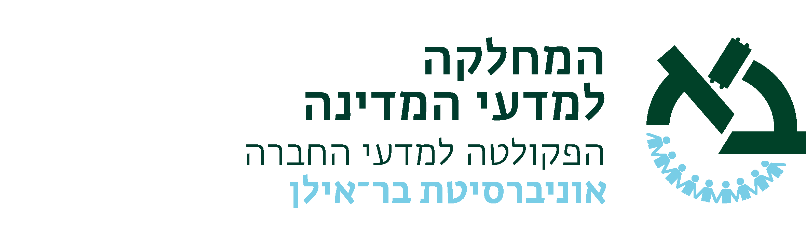 המחלקה
למדעי המדינה
הפקולטה למדעי החברה
אוניברסיטת בר־אילן